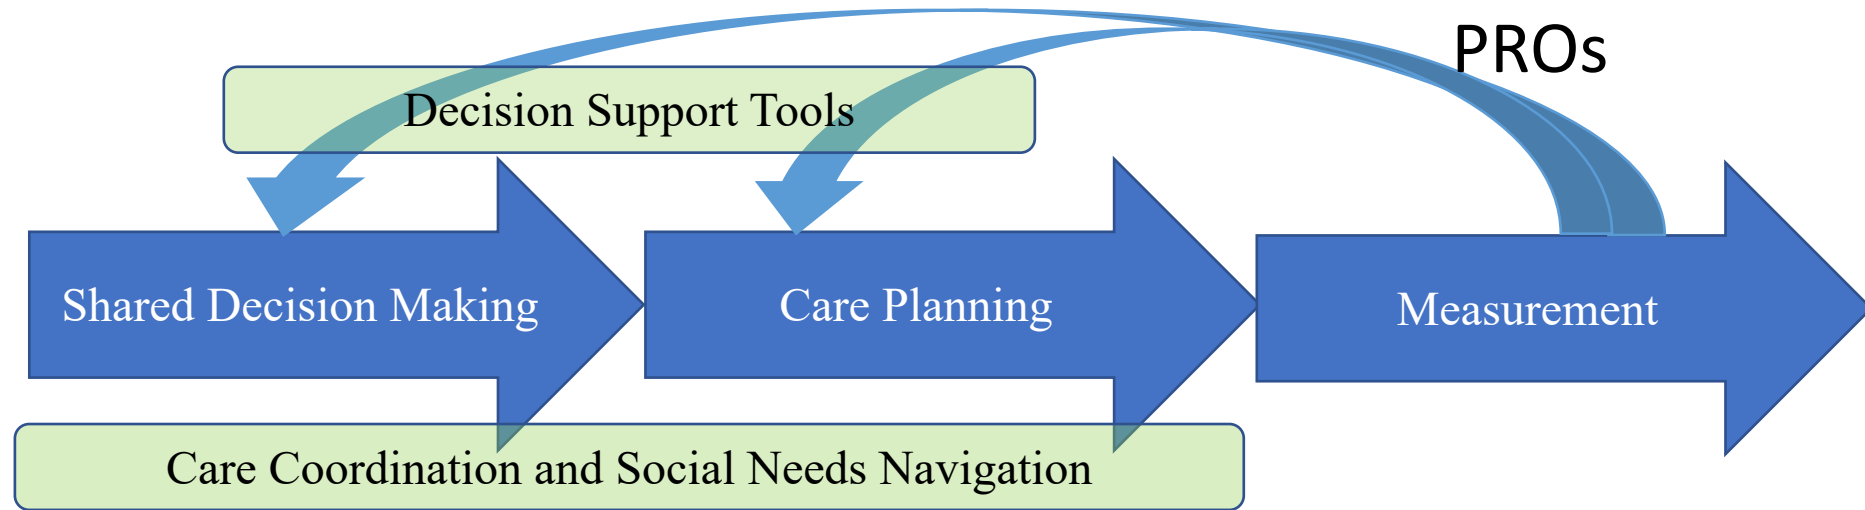 PROs
Decision Support Tools
Shared Decision Making
Care Planning
Measurement
Care Coordination and Social Needs Navigation